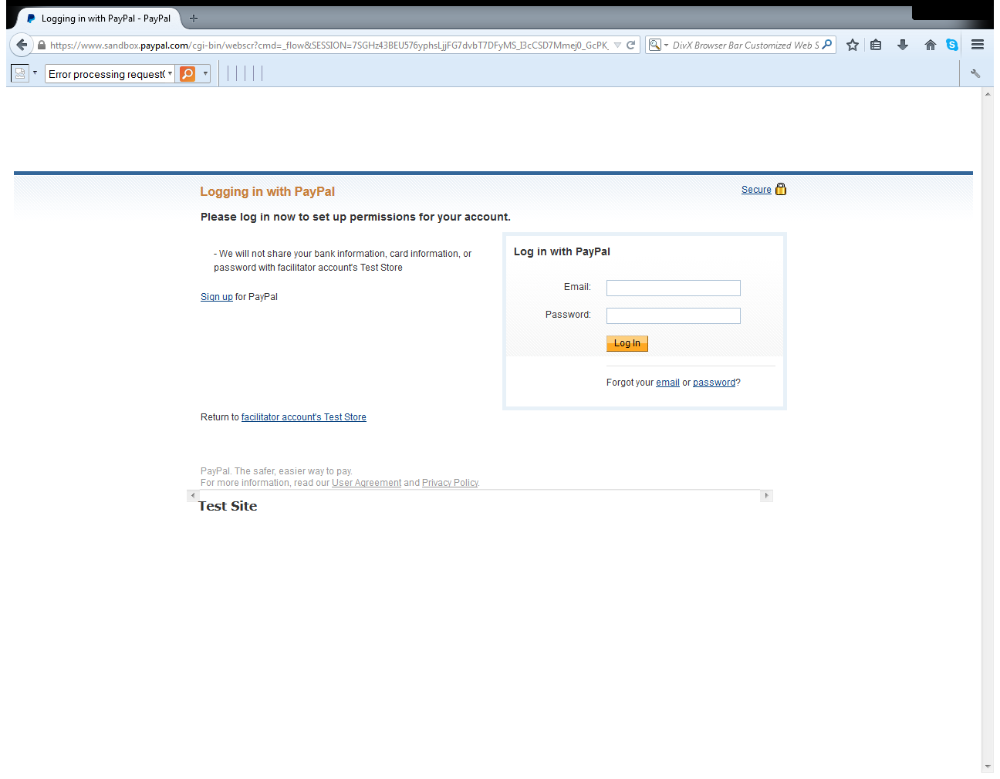 Logging in with PayPal - PayPal
https://www.sandbox.paypal.com/cgi-bin/webscr?cmd=_flow&SESSION=7SGHz43BEU576yphsLjjFG7dvbT7DFyMS_I3cCSD7Mmej0_GcPK_
DivX Browser Bar Customized Web S
Error processing request(
Logging in with PayPal
Secure
Please log in now to set up permissions for your account.
- We will not share your bank information, card information, or
password with facilitator account's Test Store
Sign up for PayPal
Log in with PayPal
Email:
Password:
Log In
Forgot your email or password?
Return to facilitator account's Test Store
PayPal. The safer, easier way to pay.
For more information, read our User Agreement and Privacy Policy.
Test Site